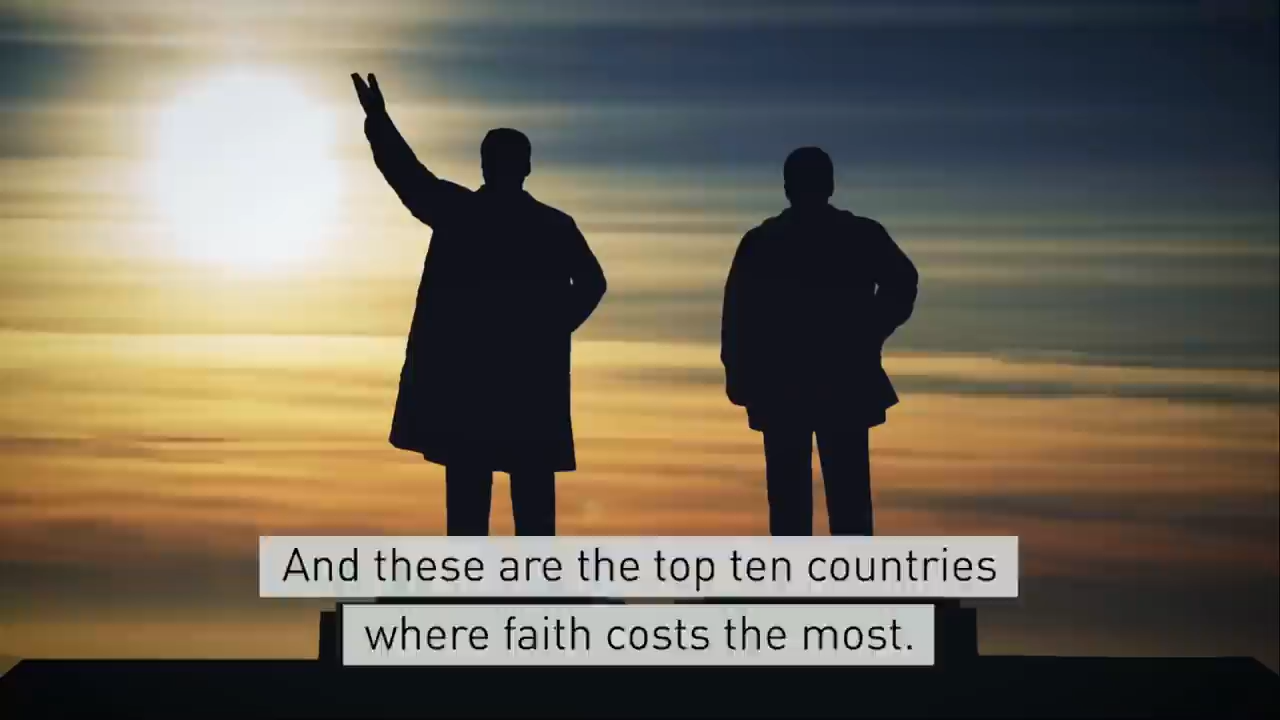 And these are the top ten countries
where faith costs the most.